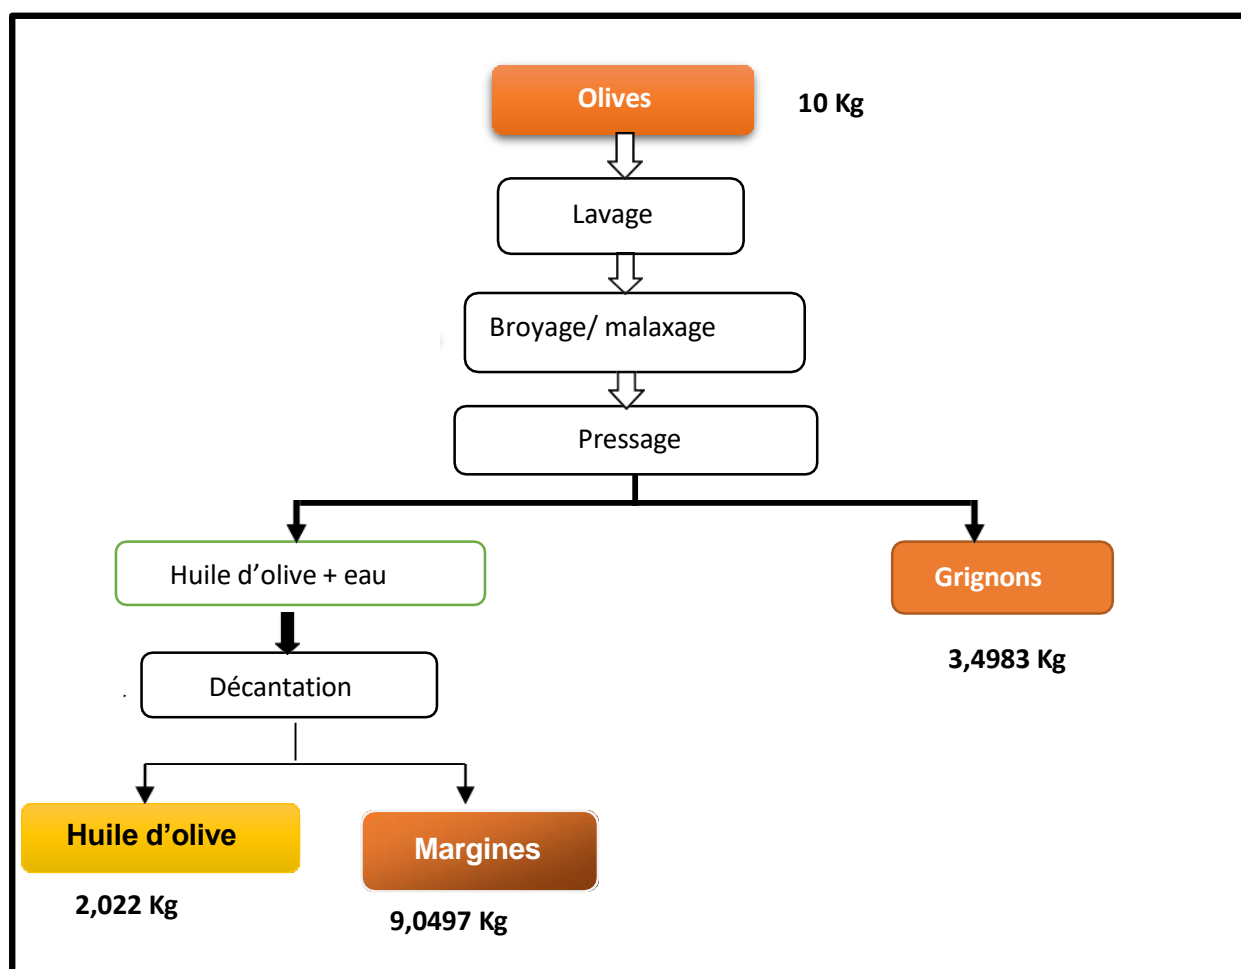 Olives
10 Kg
Lavage
Broyage/ malaxage
Pressage
Huile d’olive + eau
Grignons
3,4983 Kg
Décantation
.
Huile d’olive
Margines
2,022 Kg
9,0497 Kg